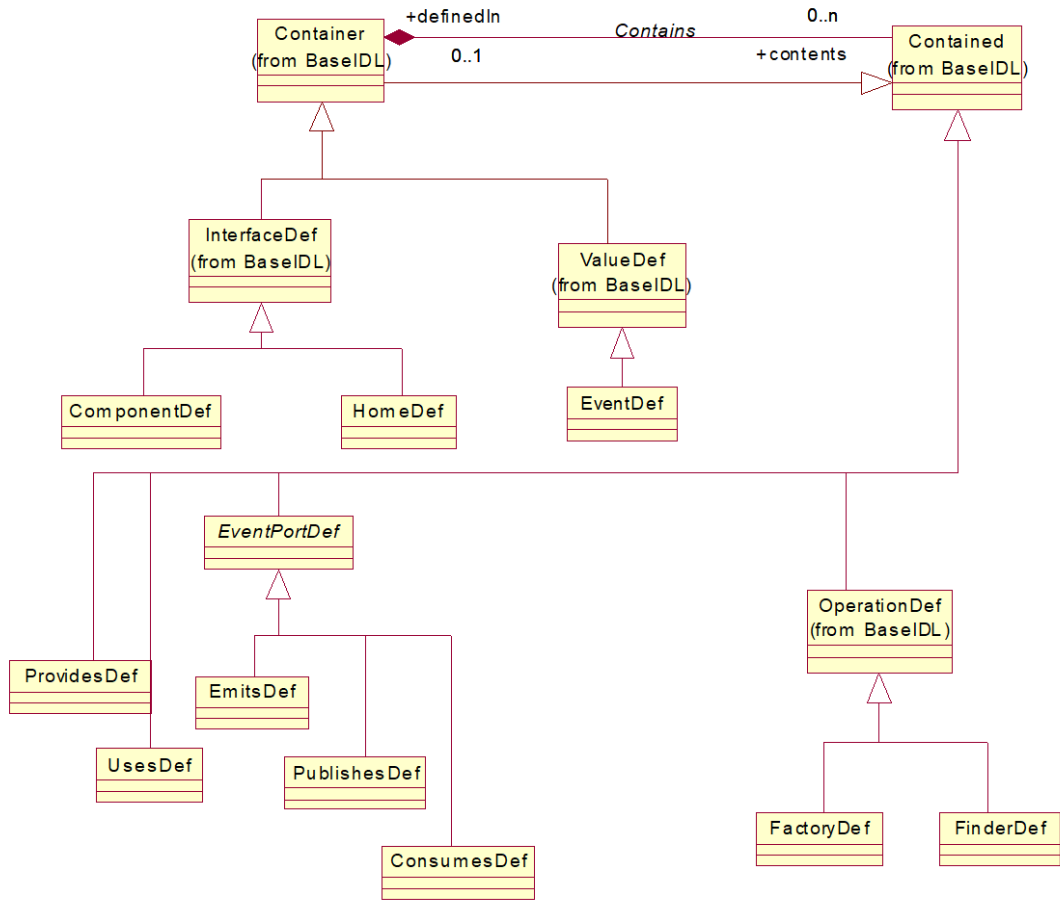 Container
(from BaseIDL)
+definedIn
Contains
0..n
0..1
+contents
Contained
(from BaseIDL)
InterfaceDef
(from BaseIDL)
ValueDef
(from BaseIDL)
ComponentDef
HomeDef
EventDef
EventPortDef
OperationDef
(from BaseIDL)
ProvidesDef
EmitsDef
UsesDef
PublishesDef
FactoryDef
FinderDef
ConsumesDef